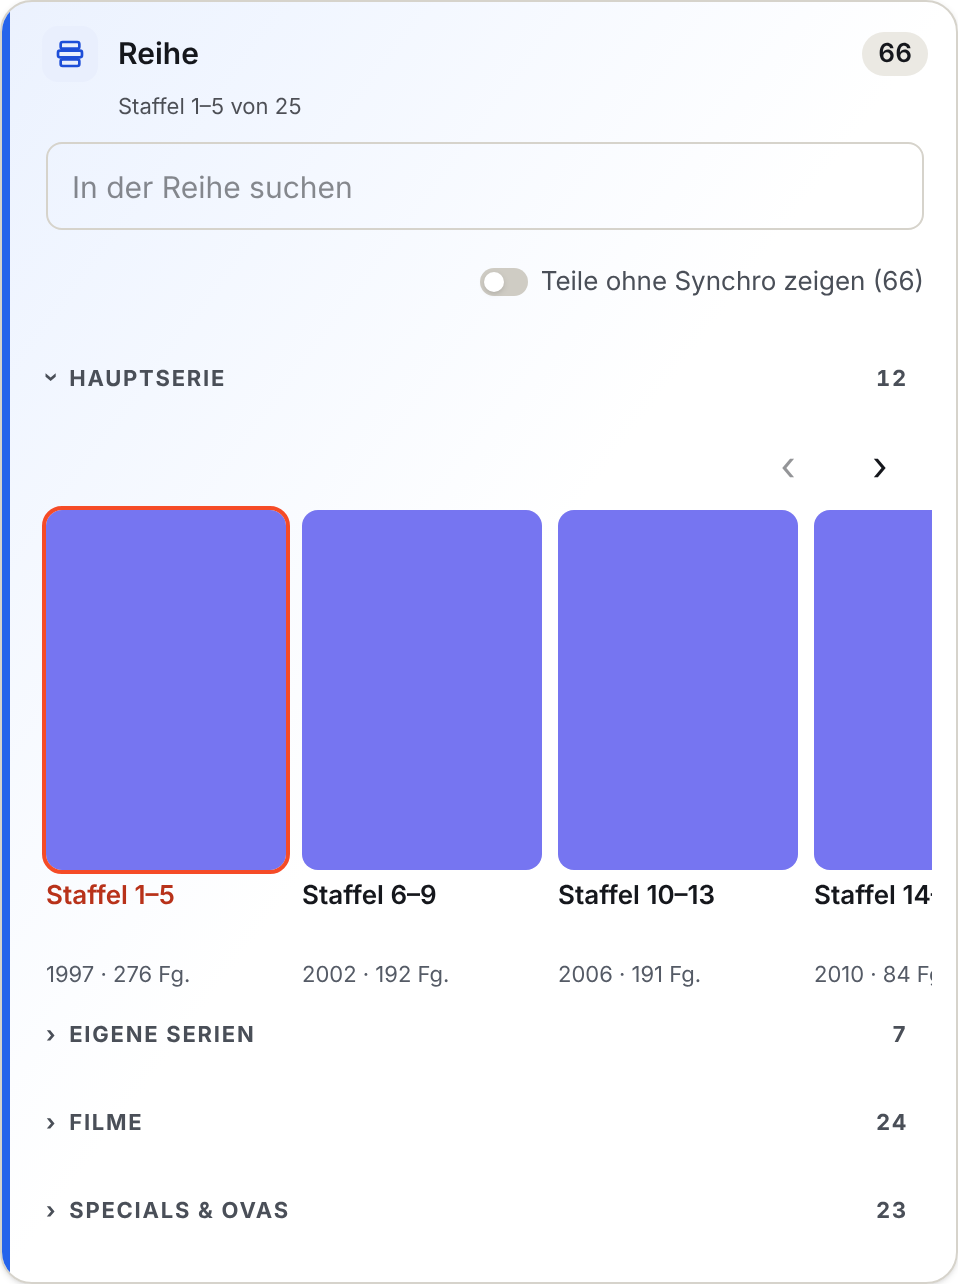 Reihe 66
Staffel 1–5 von 25
In der Reihe suchen
Teile ohne Synchro zeigen (66)
HAUPTSERIE 12
Staffel 1–5 Staffel 6–9 Staffel 10–13 Staffel 14
1997 · 276 Fg. 2002 · 192 Fg. 2006 · 191 Fg. 2010 · 84
EIGENE SERIEN 7
FILME 24
SPECIALS & OVAS 23